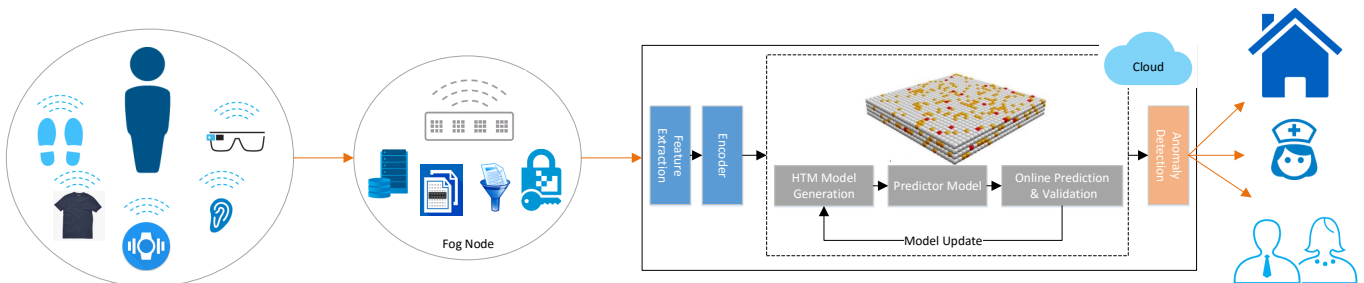 Fog Node
Cloud
Feature
Extraction
Encoder
HTM Model
Generation
Predictor Model
Online Prediction
& Validation
Model Update
Anomaly
Detection